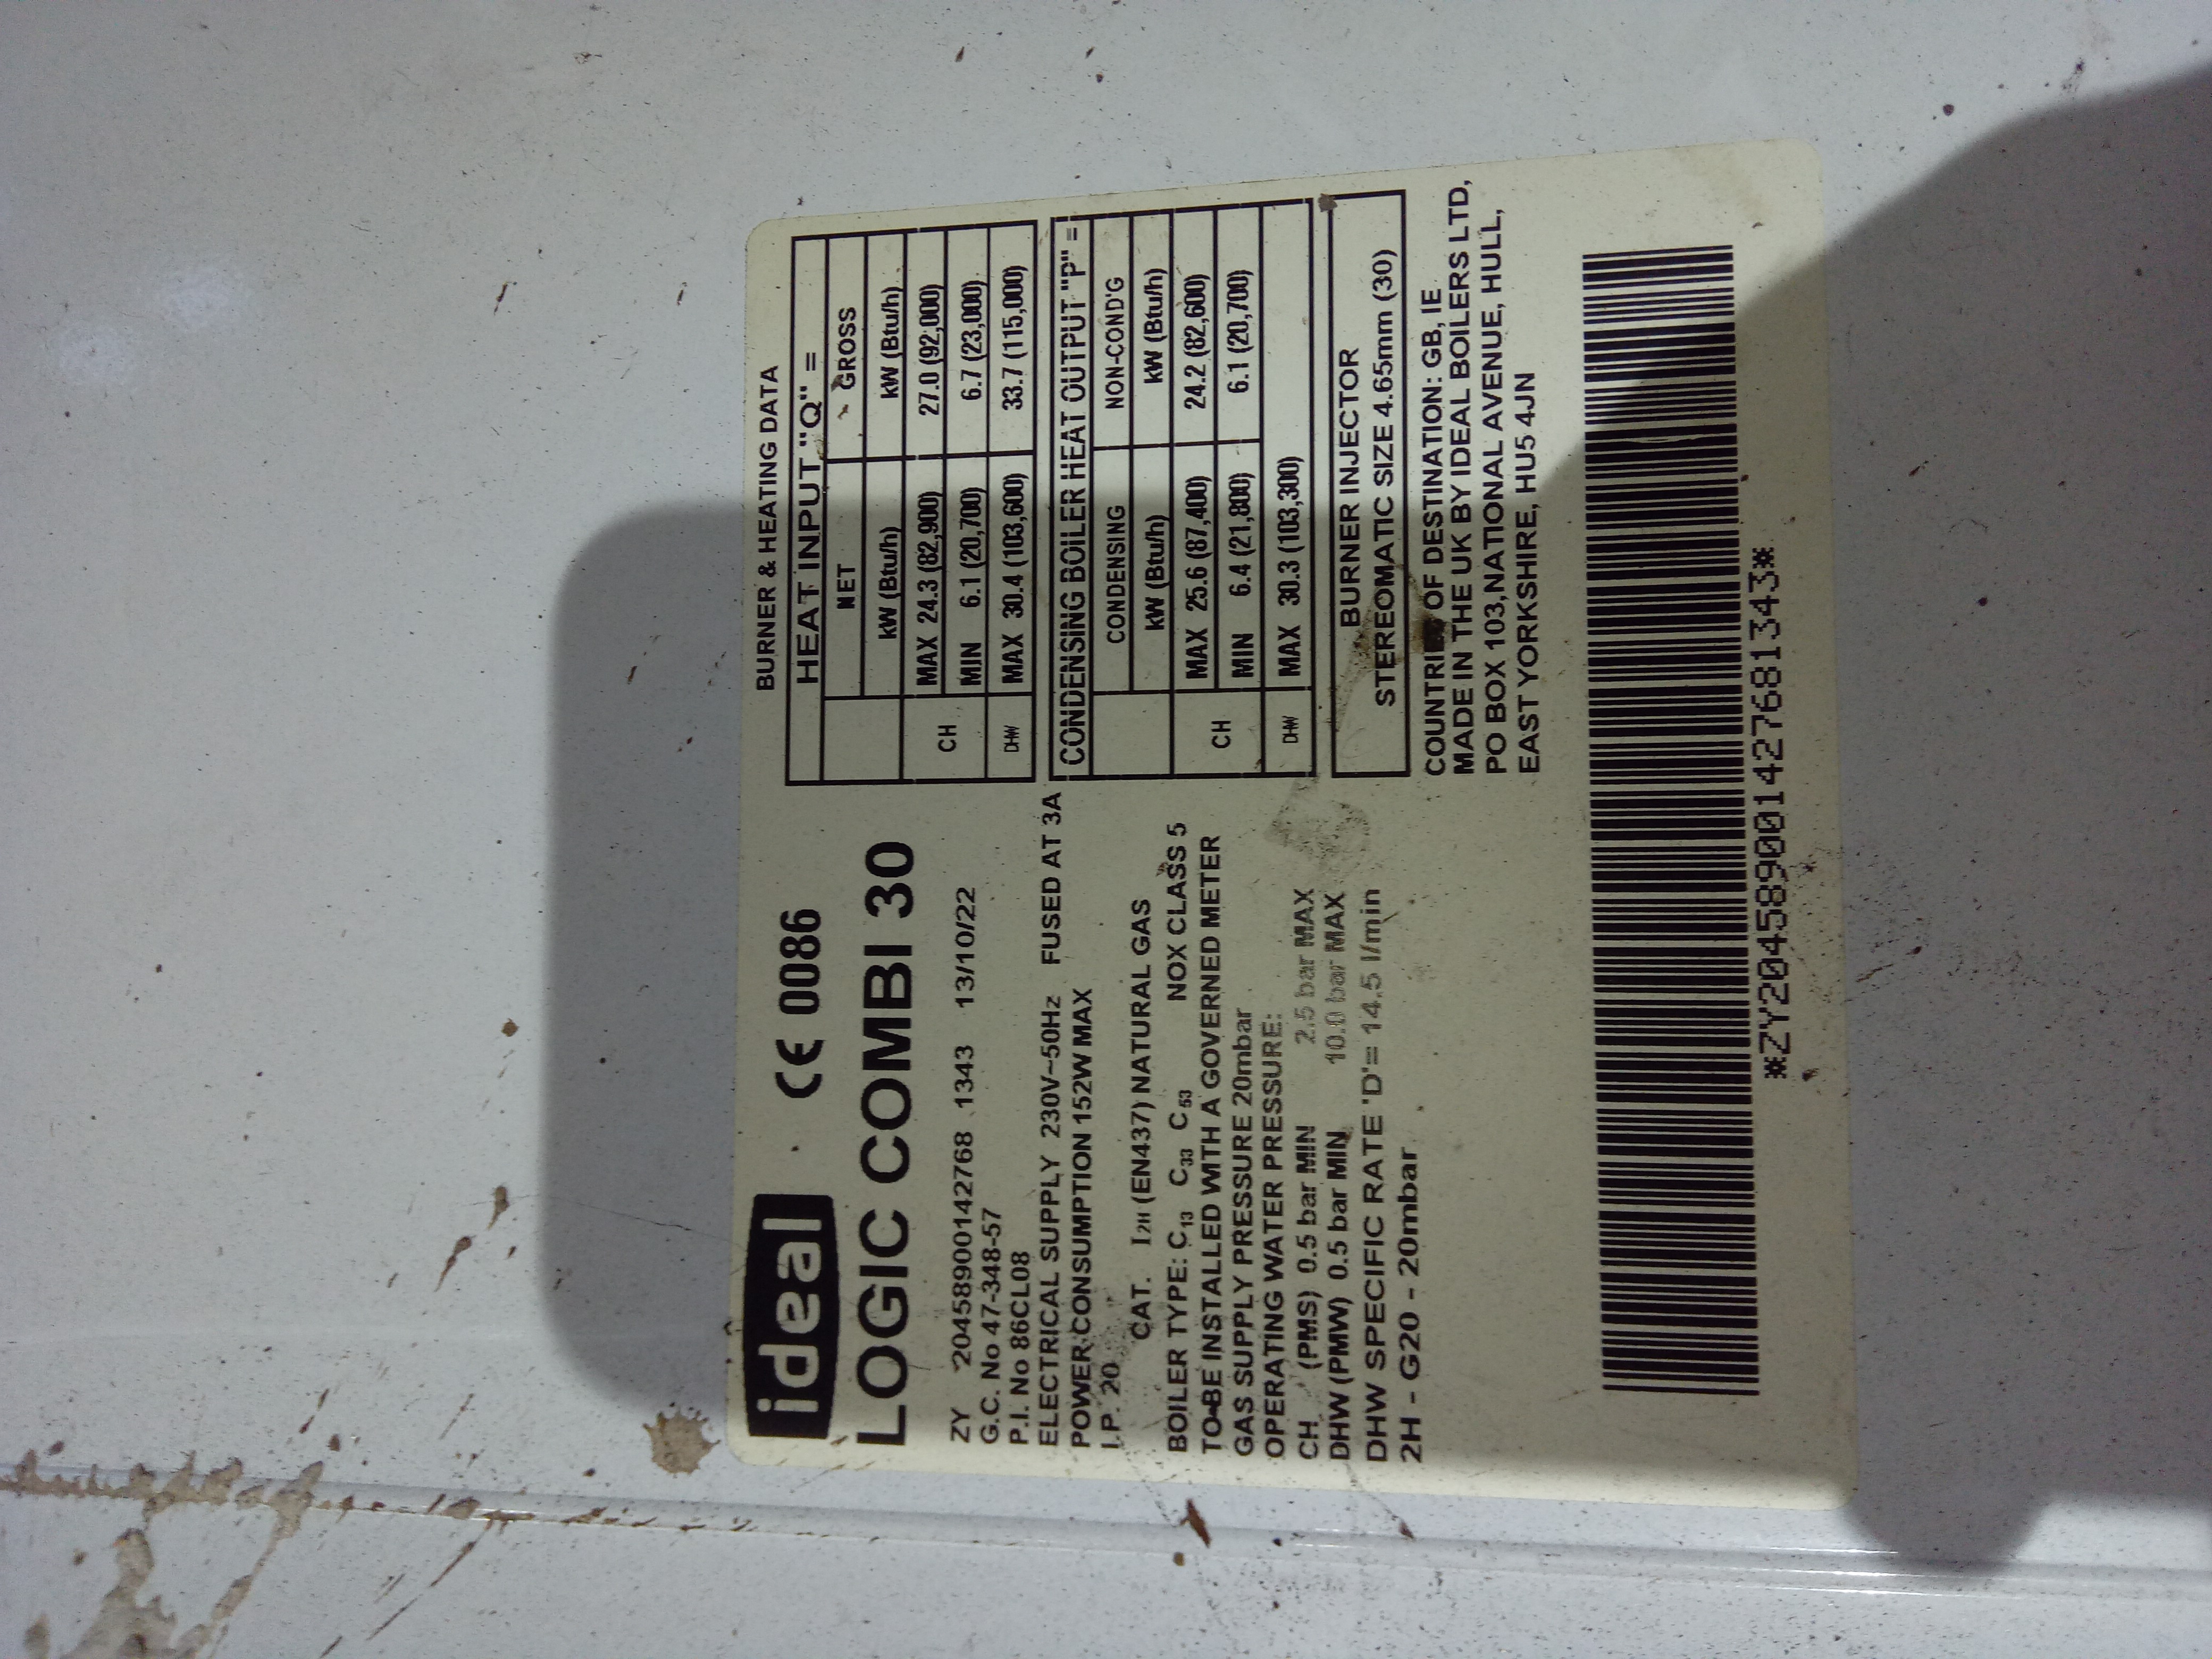 ideal CE 0086
LOGIC COMBI 30
ZY 20458900142768 1343 13/10/22
G.C. No 47-348-57
P.I. No 86CL08
ELECTRICAL SUPPLY 230V~50Hz FUSED AT 3A
POWER CONSUMPTION 152W MAX
I.P. 20
CAT. I2H (EN437) NATURAL GAS
BOILER TYPE: C13 C33 C53 NOX CLASS 5
TO BE INSTALLED WITH A GOVERNED METER
GAS SUPPLY PRESSURE 20mbar
OPERATING WATER PRESSURE:
CH (PMS) 0.5 bar MIN 2.5 bar MAX
DHW (PMW) 0.5 bar MIN 10.0 bar MAX
DHW SPECIFIC RATE 'D'= 14.5 l/min
2H - G20 - 20mbar
BURNER & HEATING DATA
HEAT INPUT "Q" =
NET GROSS
kW (Btu/h) kW (Btu/h)
CH MAX 24.3 (82,900) 27.0 (92,000)
MIN 6.1 (20,700) 6.7 (23,000)
DHW MAX 30.4 (103,600) 33.7 (115,000)
CONDENSING BOILER HEAT OUTPUT "P" =
CONDENSING NON-COND'G
kW (Btu/h) kW (Btu/h)
CH MAX 25.6 (87,400) 24.2 (82,600)
MIN 6.4 (21,800) 6.1 (20,700)
DHW MAX 30.3 (103,300)
BURNER INJECTOR
STEREOMATIC SIZE 4.65mm (30)
COUNTRIES OF DESTINATION: GB, IE
MADE IN THE UK BY IDEAL BOILERS LTD,
PO BOX 103,NATIONAL AVENUE, HULL,
EAST YORKSHIRE, HU5 4JN
*ZY204589001427681343*